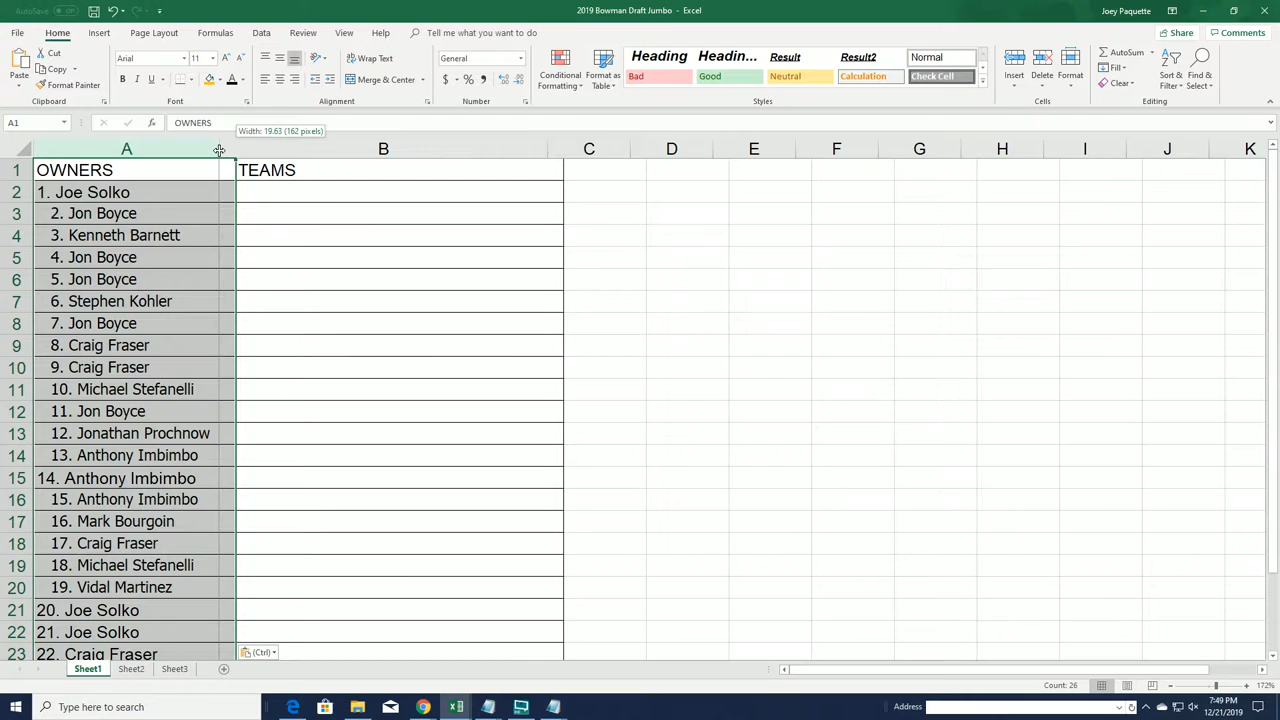 AutoSave Off 2019 Bowman Draft Jumbo - Excel Joey Paquette
File Home Insert Page Layout Formulas Data Review View Help Tell me what you want to do Share Comments
Paste Cut Copy Format Painter Clipboard
Arial 11 A A B I U A Font
Wrap Text Merge & Center Alignment
General $ % , Number
Conditional Formatting Format as Table Heading Headin... Result Result2 Normal
Bad Good Neutral Calculation Check Cell Styles
Insert Delete Format Cells
AutoSum Fill Clear Sort & Filter Find & Select Editing
A1 fx OWNERS
Width: 19.63 (162 pixels)
A B C D E F G H I J K
1 OWNERS TEAMS
2 1. Joe Solko
3 2. Jon Boyce
4 3. Kenneth Barnett
5 4. Jon Boyce
6 5. Jon Boyce
7 6. Stephen Kohler
8 7. Jon Boyce
9 8. Craig Fraser
10 9. Craig Fraser
11 10. Michael Stefanelli
12 11. Jon Boyce
13 12. Jonathan Prochnow
14 13. Anthony Imbimbo
15 14. Anthony Imbimbo
16 15. Anthony Imbimbo
17 16. Mark Bourgoin
18 17. Craig Fraser
19 18. Michael Stefanelli
20 19. Vidal Martinez
21 20. Joe Solko
22 21. Joe Solko
23 22. Craig Fraser
(Ctrl)
Sheet1 Sheet2 Sheet3
Count: 26 172%
Type here to search Address 7:49 PM
12/21/2019